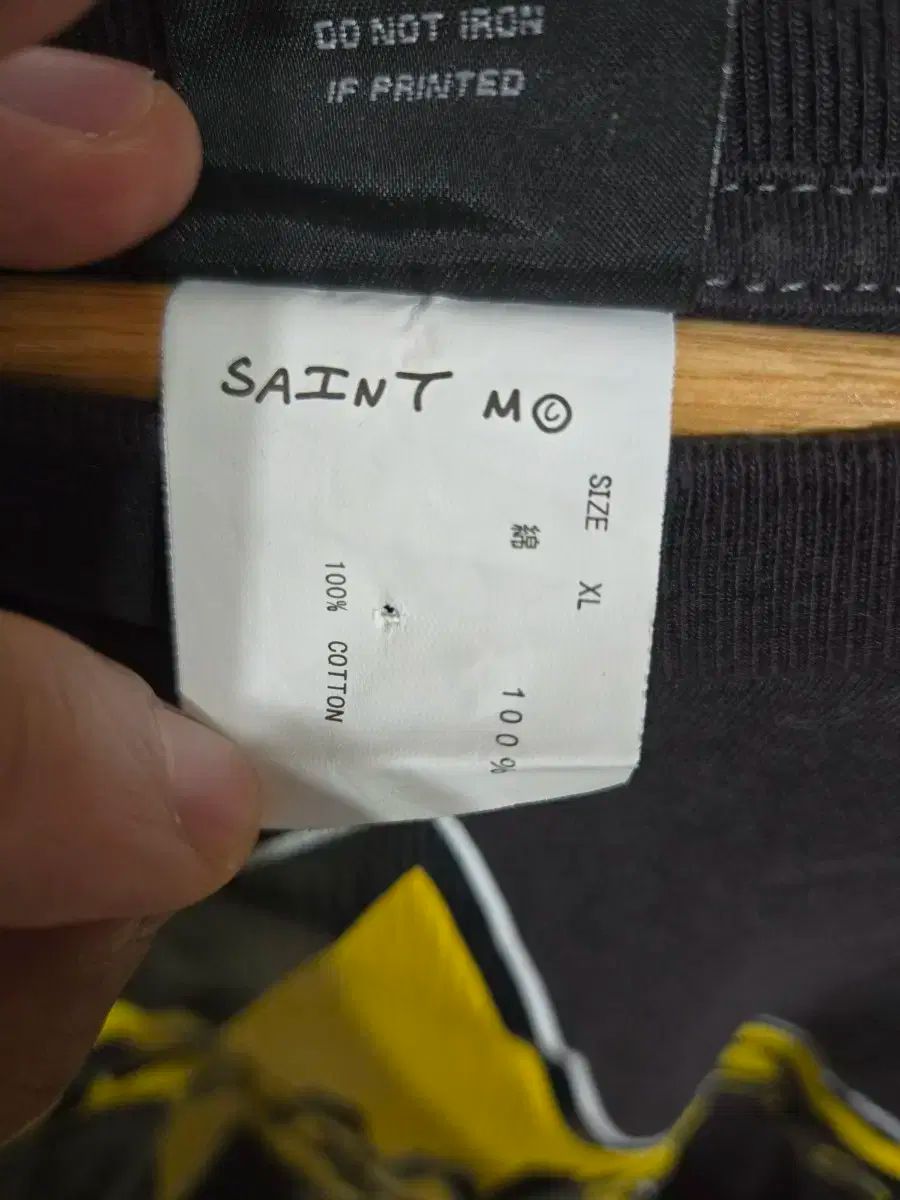 DO NOT IRON
IF PRINTED
SAINT M©
SIZE XL
綿 100%
100% COTTON